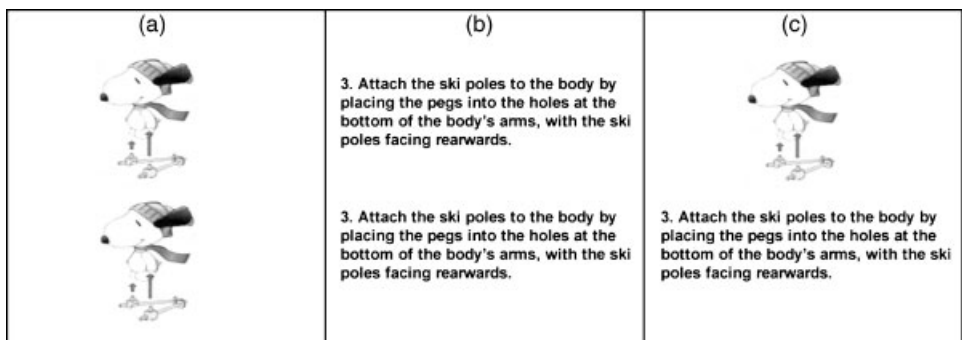 (a)
(b)
3. Attach the ski poles to the body by
placing the pegs into the holes at the
bottom of the body's arms, with the ski
poles facing rearwards.
3. Attach the ski poles to the body by
placing the pegs into the holes at the
bottom of the body's arms, with the ski
poles facing rearwards.
(c)
3. Attach the ski poles to the body by
placing the pegs into the holes at the
bottom of the body's arms, with the ski
poles facing rearwards.